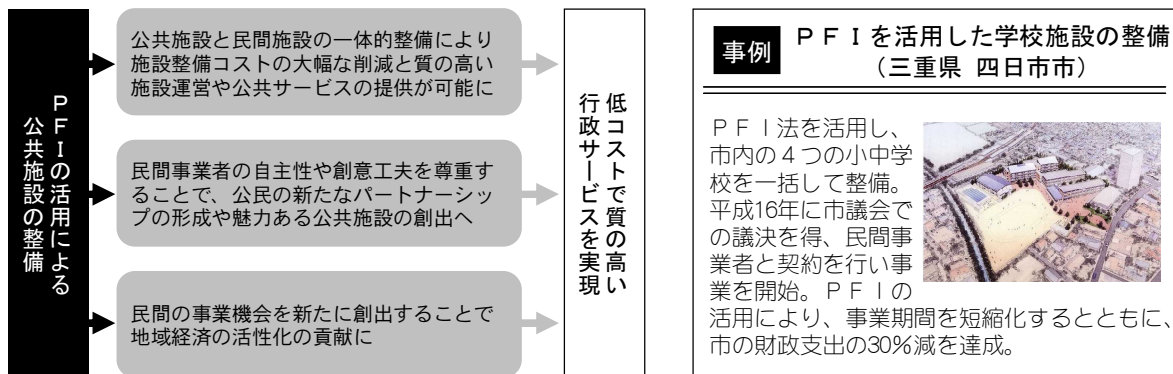 PFIの活用による
公共施設の整備
公共施設と民間施設の一体的整備により
施設整備コストの大幅な削減と質の高い
施設運営や公共サービスの提供が可能に
民間事業者の自主性や創意工夫を尊重す
ることで、公民の新たなパートナーシッ
プの形成や魅力ある公共施設の創出へ
民間の事業機会を新たに創出することで
地域経済の活性化の貢献に
低コストで質の高い
行政サービスを実現
事例
PFIを活用した学校施設の整備
(三重県 四日市市)
PFI法を活用し、
市内の4つの小中学
校を一括して整備。
平成16年に市議会で
の議決を得、民間事
業者と契約を行い事
業を開始。PFIの
活用により、事業期間を短縮化するとともに、
市の財政支出の30%減を達成。